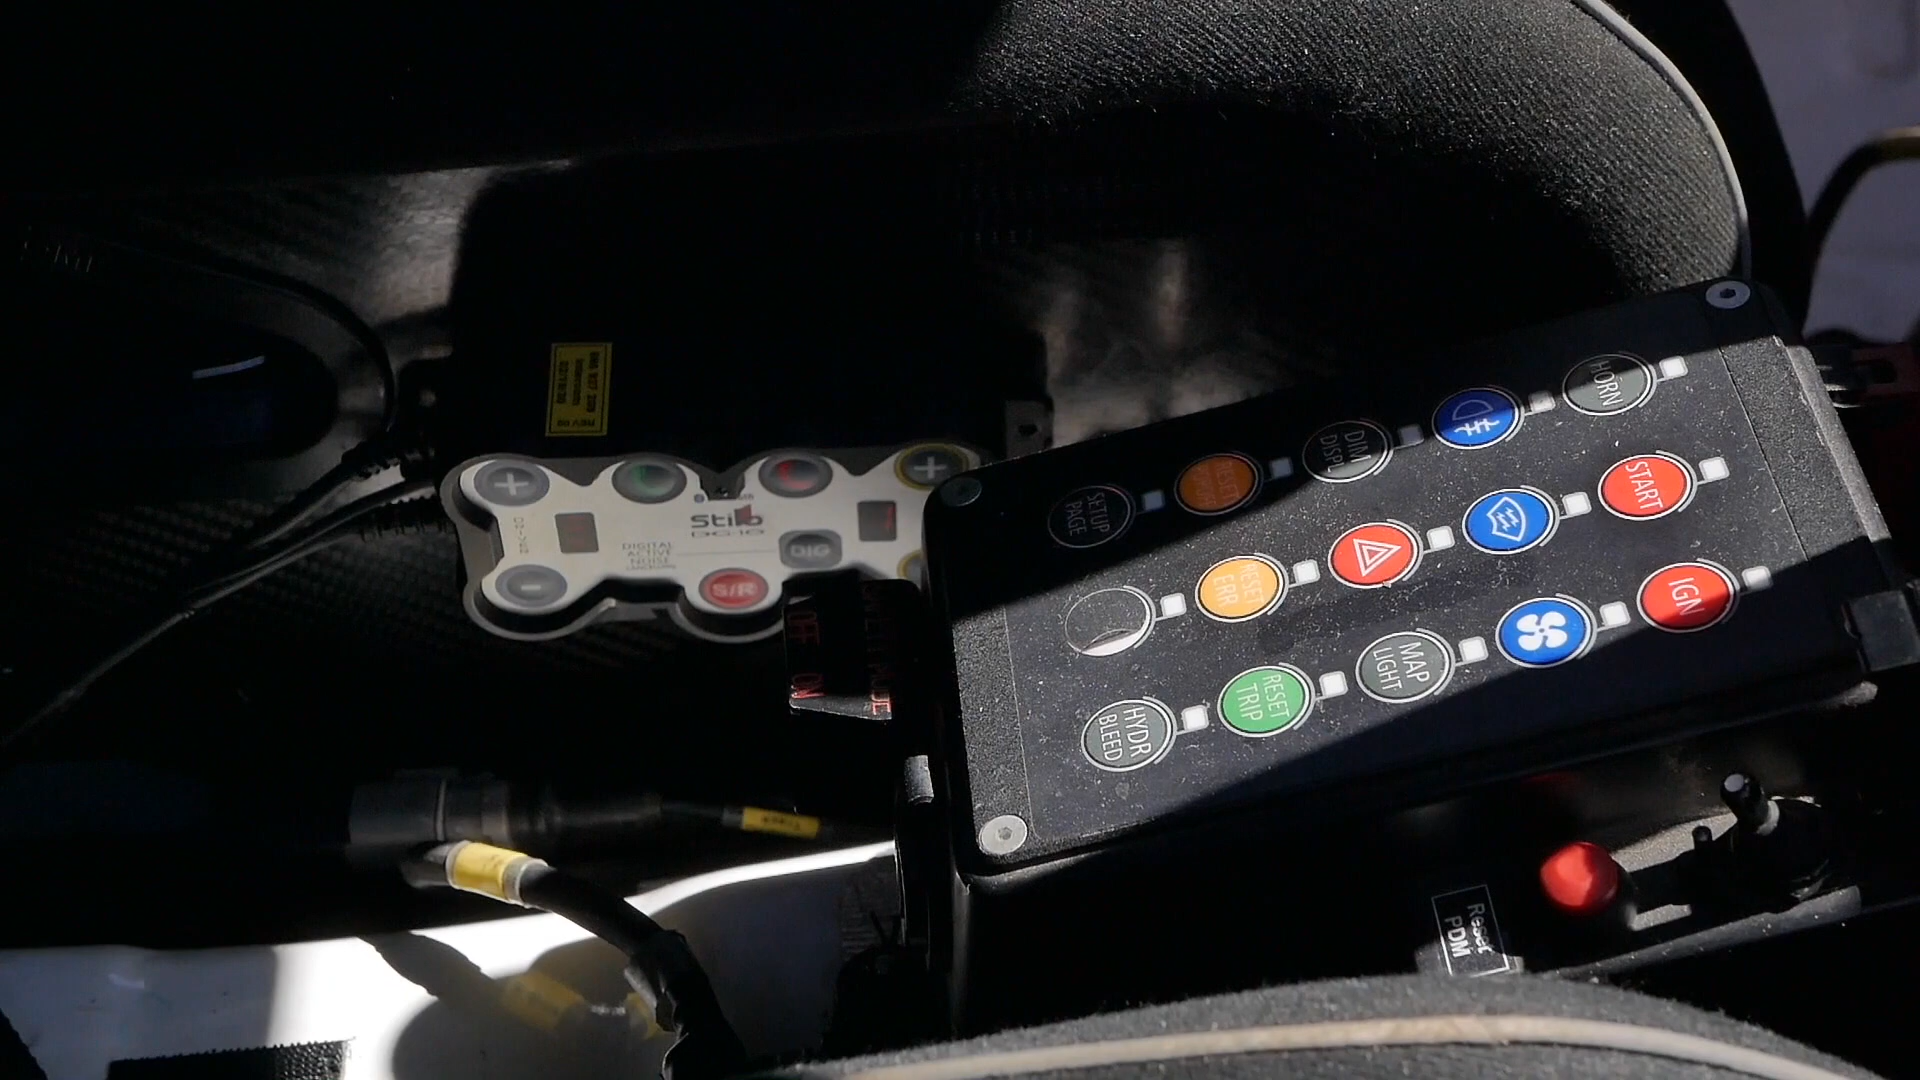 Stilo
DG-10
DIGITAL
ACTIVE
NOISE
DIG
S/R
OFF
ON
HORN
DIM
DISPL
RESET
SETUP
PAGE
START
RESET
ERR
IGN
MAP
LIGHT
RESET
TRIP
HYDR
BLEED
Reset
PDM